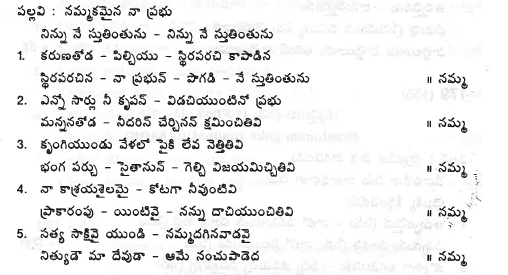 పల్లవి : నమ్మకమైన నా ప్రభు
నిన్ను నే స్తుతింతును - నిన్ను నే స్తుతింతును
1. కరుణతోడ - పిల్చియు - స్థిరపరచి కాపాడిన
స్థిరపరచిన - నా ప్రభున్ - పొగడి - నే స్తుతింతును ॥ నమ్మ
2. ఎన్నో సార్లు నీ కృపన్ - విడచియుంటినో ప్రభు
మన్ననతోడ - నీదరిన్ చేర్చినన్ క్షమించితివి ॥ నమ్మ
3. కృంగియుండు వేళలో పైకి లేవ నెత్తితివి
భంగ పర్చు - సైతానున్ - గెల్చి విజయమిచ్చితివి ॥ నమ్మ
4. నా కాశ్రయశైలమై - కోటగా నీవుంటివి
ప్రాకారంపు - యింటివై - నన్ను దాచియుంచితివి ॥ నమ్మ
5. సత్య సాక్షివై యుండి - నమ్మదగినవాడవై
నిత్యుడౌ మా దేవుడా - ఆమే నంచుపాడెద ॥ నమ్మ